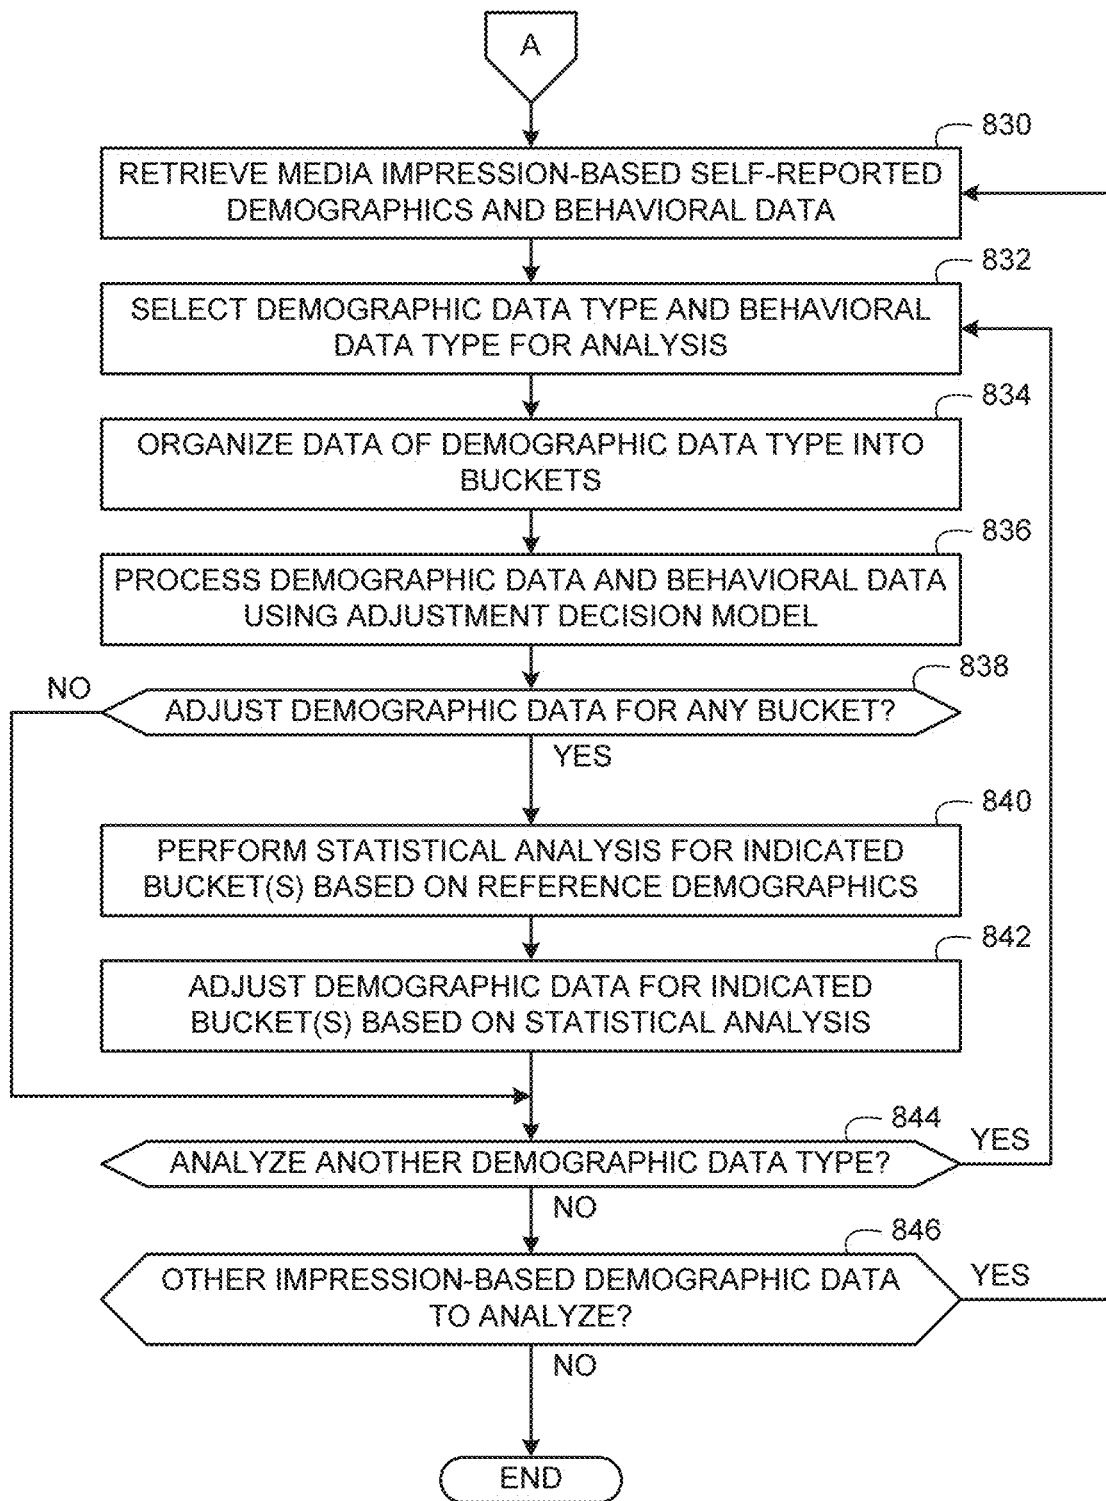 A
830
RETRIEVE MEDIA IMPRESSION-BASED SELF-REPORTED
DEMOGRAPHICS AND BEHAVIORAL DATA
832
SELECT DEMOGRAPHIC DATA TYPE AND BEHAVIORAL
DATA TYPE FOR ANALYSIS
834
ORGANIZE DATA OF DEMOGRAPHIC DATA TYPE INTO
BUCKETS
836
PROCESS DEMOGRAPHIC DATA AND BEHAVIORAL DATA
USING ADJUSTMENT DECISION MODEL
838
NO
ADJUST DEMOGRAPHIC DATA FOR ANY BUCKET?
YES
840
PERFORM STATISTICAL ANALYSIS FOR INDICATED
BUCKET(S) BASED ON REFERENCE DEMOGRAPHICS
842
ADJUST DEMOGRAPHIC DATA FOR INDICATED
BUCKET(S) BASED ON STATISTICAL ANALYSIS
844
ANALYZE ANOTHER DEMOGRAPHIC DATA TYPE?
YES
NO
846
OTHER IMPRESSION-BASED DEMOGRAPHIC DATA
TO ANALYZE?
YES
NO
END